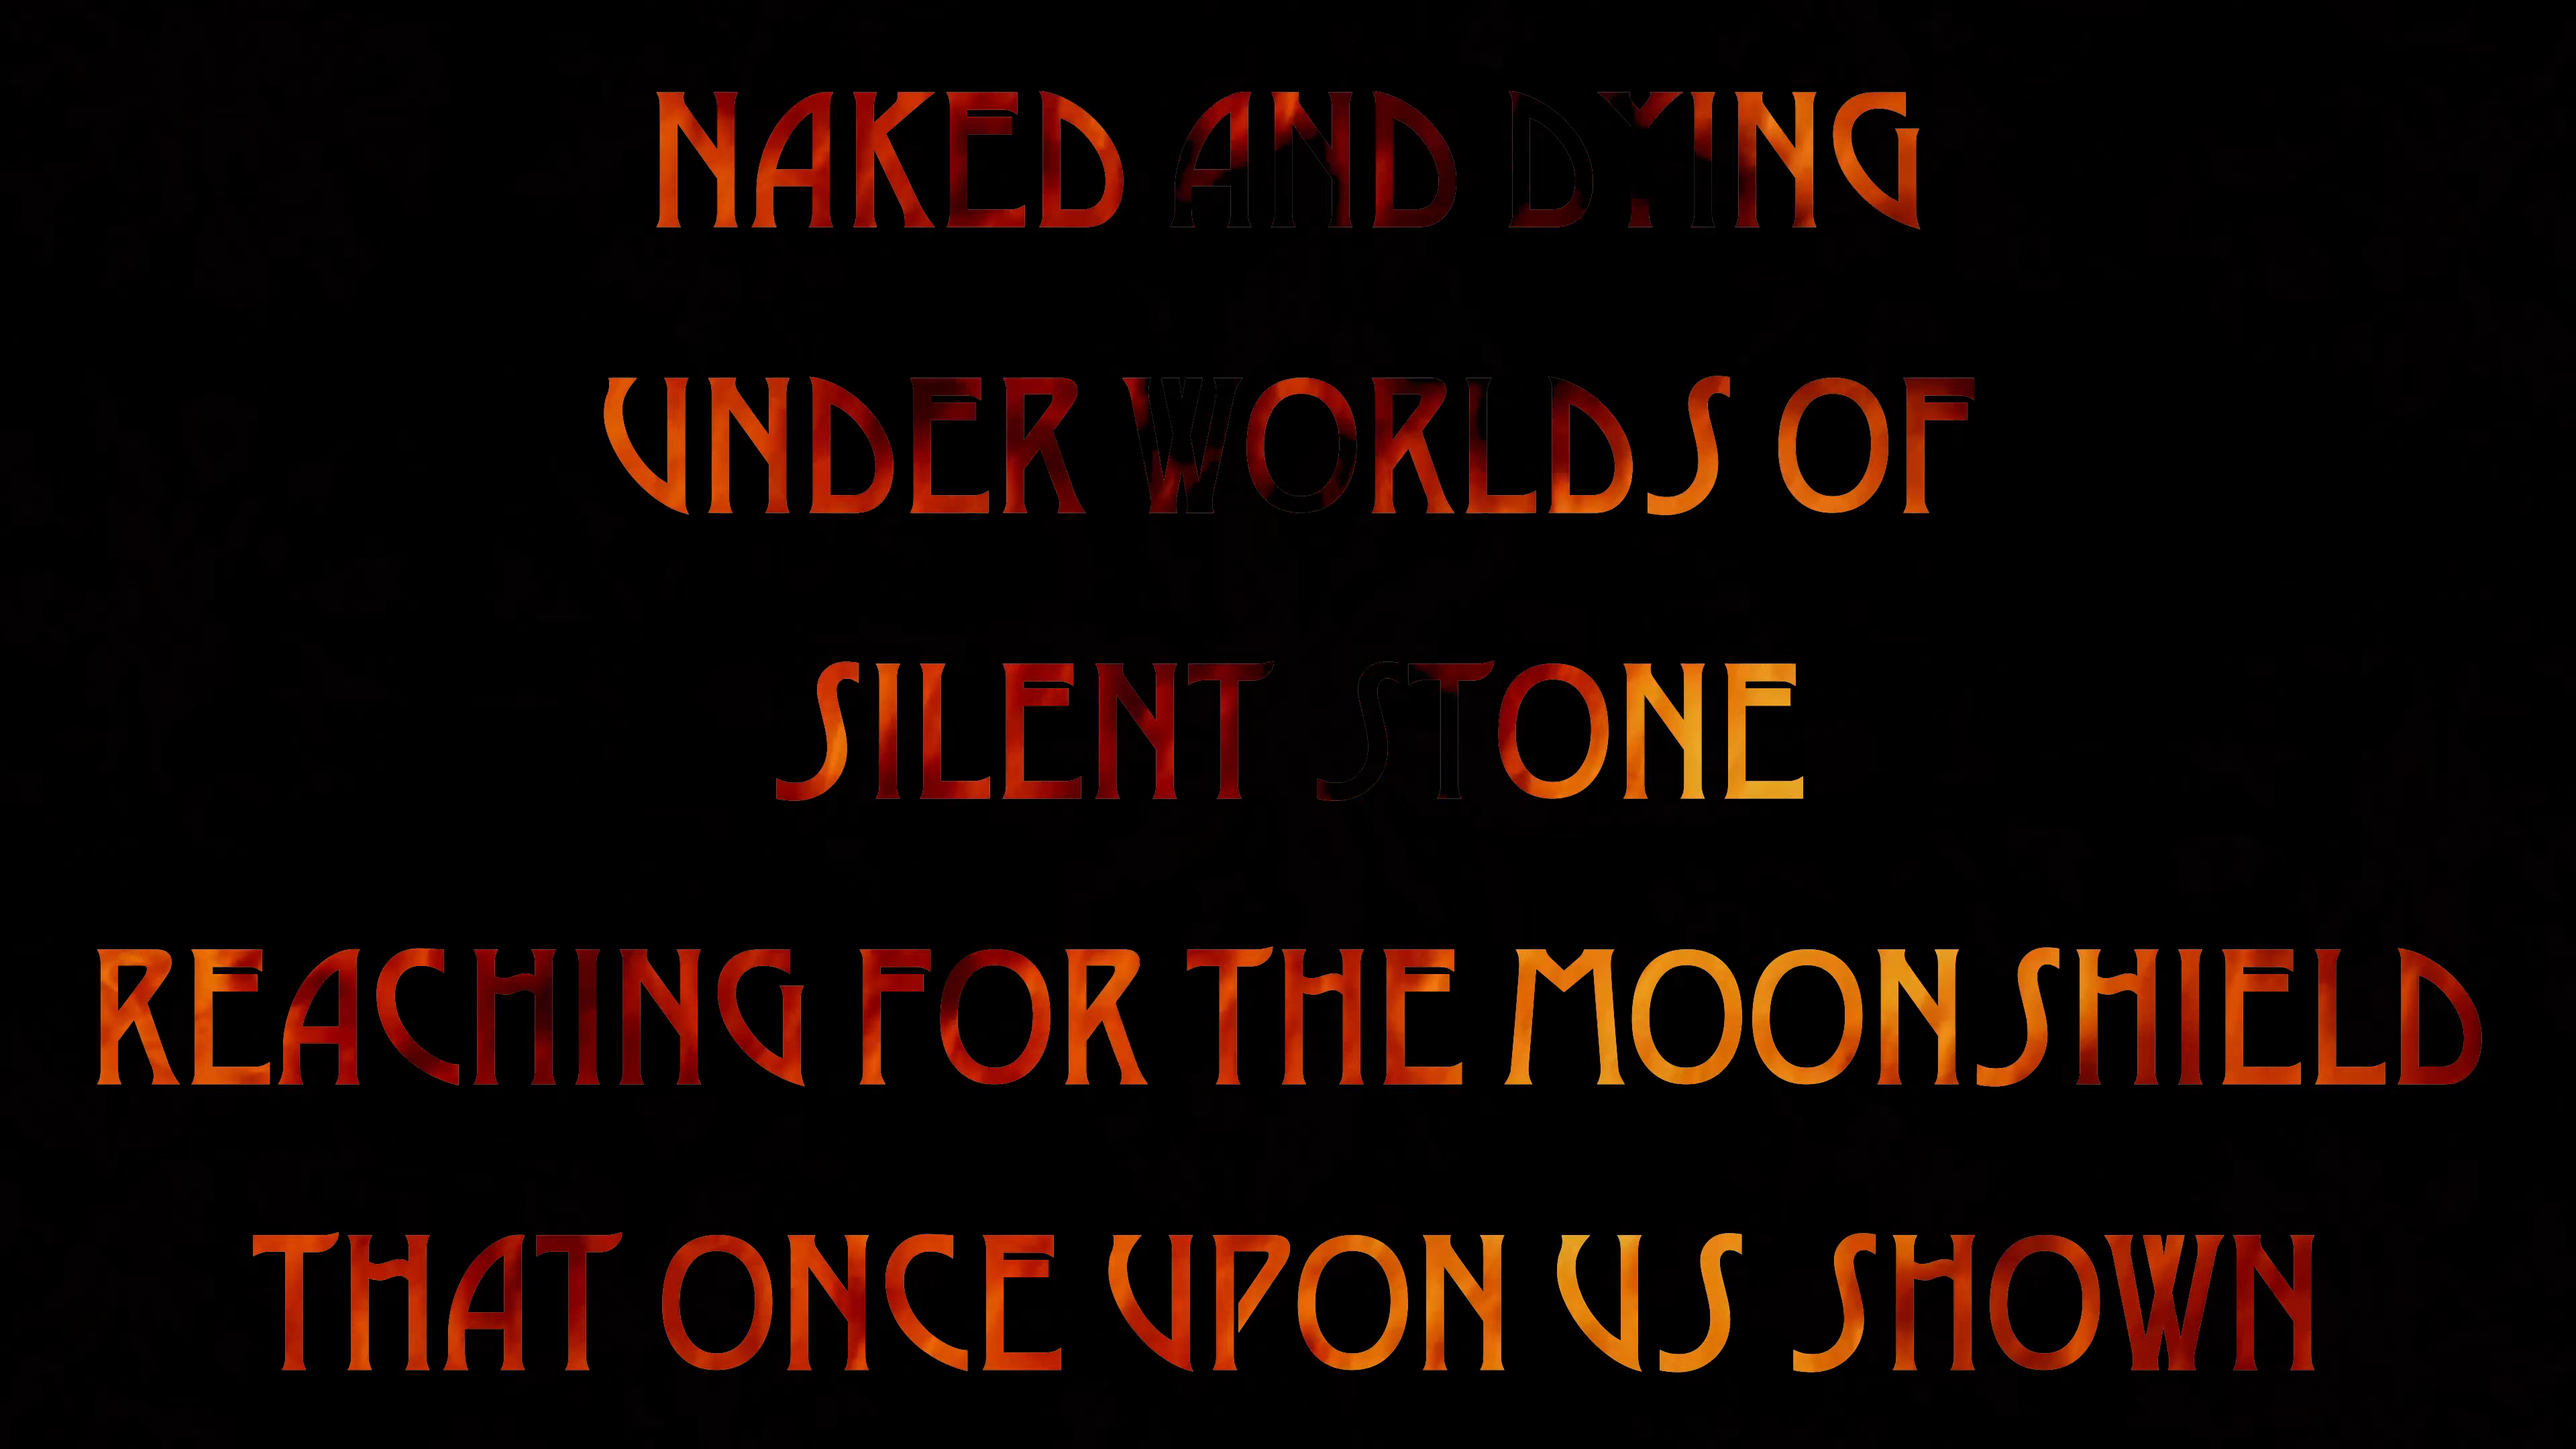 NAKED AND DYING
UNDER WORLDS OF
SILENT STONE
REACHING FOR THE MOONSHIELD
THAT ONCE UPON US SHOWN